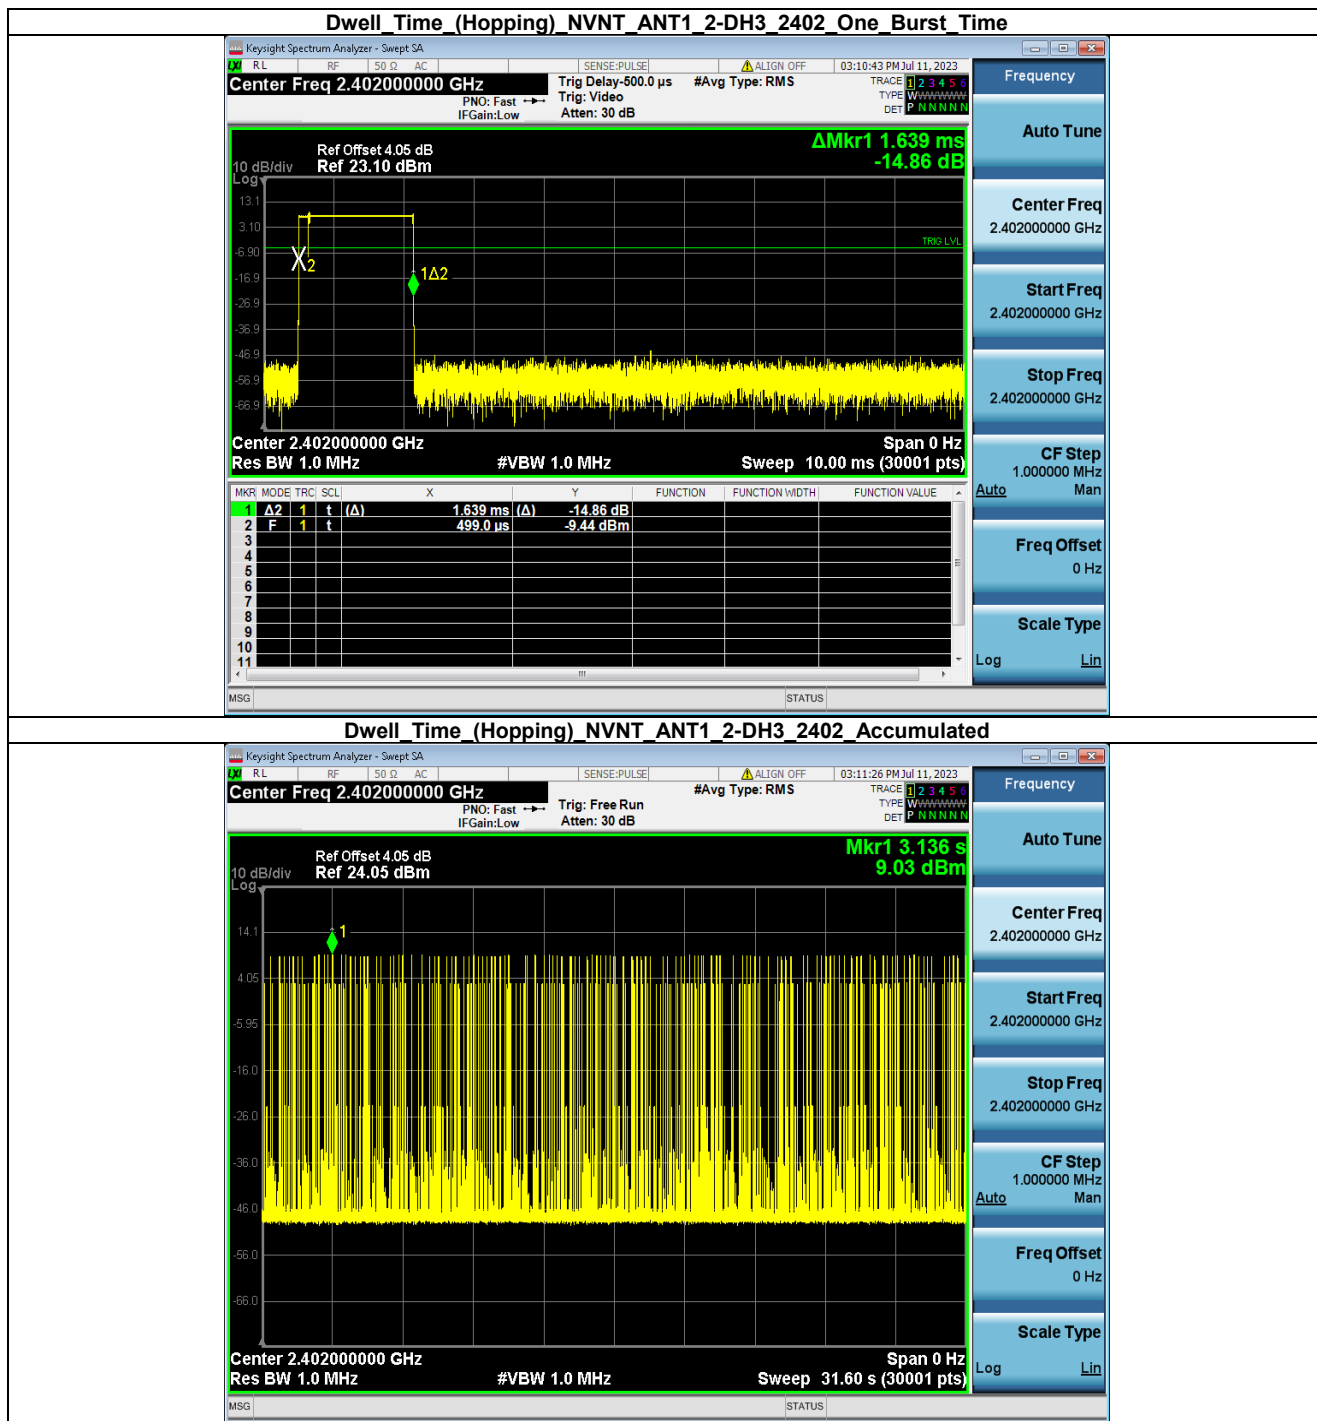 Dwell_Time_(Hopping)_NVNT_ANT1_2-DH3_2402_One_Burst_Time
Keysight Spectrum Analyzer - Swept SA
LXI RL RF 50 Ω AC SENSE:PULSE ALIGN OFF 03:10:43 PM Jul 11, 2023
Center Freq 2.402000000 GHz
PNO: Fast
IFGain:Low
Trig Delay-500.0 µs
Trig: Video
Atten: 30 dB
#Avg Type: RMS
TRACE 1 2 3 4 5 6
TYPE WWWWWW
DET P N N N N N
Frequency
Auto Tune
Center Freq
2.402000000 GHz
Start Freq
2.402000000 GHz
Stop Freq
2.402000000 GHz
CF Step
1.000000 MHz
Auto Man
Freq Offset
0 Hz
Scale Type
Log Lin
ΔMkr1 1.639 ms
-14.86 dB
Ref Offset 4.05 dB
10 dB/div Ref 23.10 dBm
Log
13.1
3.10
-6.90
-16.9
-26.9
-36.9
-46.9
-56.9
-66.9
TRIG LVL
2
1Δ2
Center 2.402000000 GHz Span 0 Hz
Res BW 1.0 MHz #VBW 1.0 MHz Sweep 10.00 ms (30001 pts)
MKR MODE TRC SCL X Y FUNCTION FUNCTION WIDTH FUNCTION VALUE
1 Δ2 1 t (Δ) 1.639 ms (Δ) -14.86 dB
2 F 1 t 499.0 µs -9.44 dBm
3
4
5
6
7
8
9
10
11
MSG STATUS
Dwell_Time_(Hopping)_NVNT_ANT1_2-DH3_2402_Accumulated
Keysight Spectrum Analyzer - Swept SA
LXI RL RF 50 Ω AC SENSE:PULSE ALIGN OFF 03:11:26 PM Jul 11, 2023
Center Freq 2.402000000 GHz
PNO: Fast
IFGain:Low
Trig: Free Run
Atten: 30 dB
#Avg Type: RMS
TRACE 1 2 3 4 5 6
TYPE WWWWWW
DET P N N N N N
Frequency
Auto Tune
Center Freq
2.402000000 GHz
Start Freq
2.402000000 GHz
Stop Freq
2.402000000 GHz
CF Step
1.000000 MHz
Auto Man
Freq Offset
0 Hz
Scale Type
Log Lin
Mkr1 3.136 s
9.03 dBm
Ref Offset 4.05 dB
10 dB/div Ref 24.05 dBm
Log
14.1
4.05
-5.95
-16.0
-26.0
-36.0
-46.0
-56.0
-66.0
1
Center 2.402000000 GHz Span 0 Hz
Res BW 1.0 MHz #VBW 1.0 MHz Sweep 31.60 s (30001 pts)
MSG STATUS